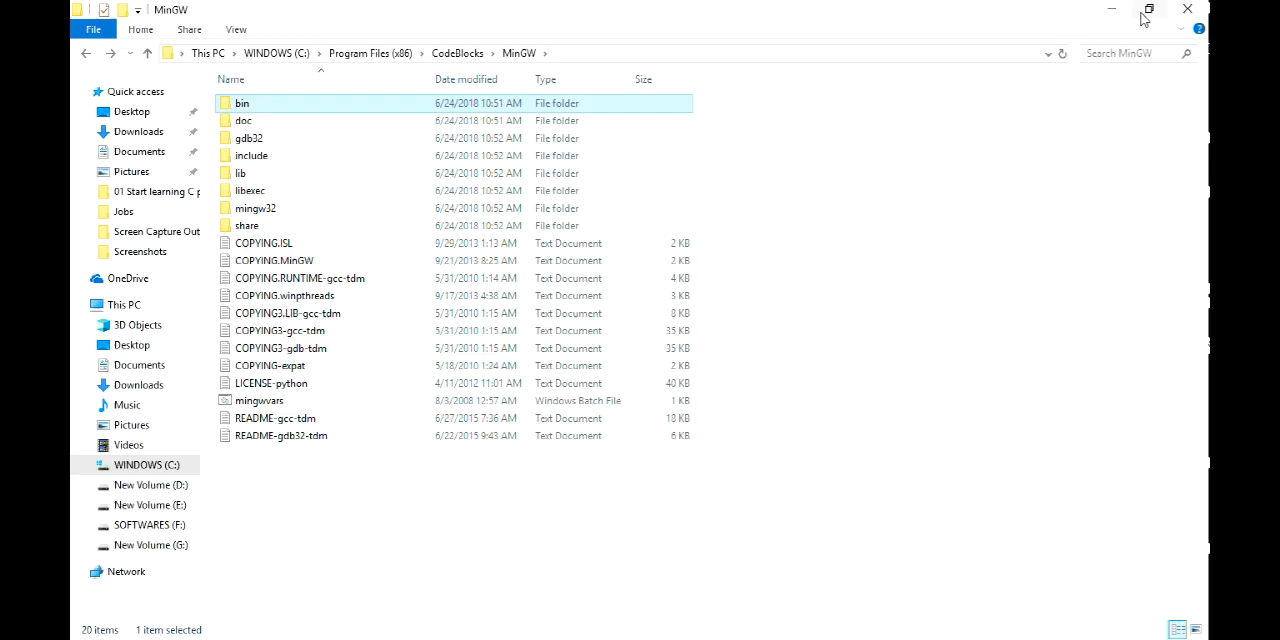 MinGW
File Home Share View
This PC WINDOWS (C:) Program Files (x86) CodeBlocks MinGW Search MinGW
Name Date modified Type Size
Quick access
Desktop
Downloads
Documents
Pictures
01 Start learning C p
Jobs
Screen Capture Out
Screenshots
OneDrive
This PC
3D Objects
Desktop
Documents
Downloads
Music
Pictures
Videos
WINDOWS (C:)
New Volume (D:)
New Volume (E:)
SOFTWARES (F:)
New Volume (G:)
Network
bin 6/24/2018 10:51 AM File folder
doc 6/24/2018 10:51 AM File folder
gdb32 6/24/2018 10:52 AM File folder
include 6/24/2018 10:52 AM File folder
lib 6/24/2018 10:52 AM File folder
libexec 6/24/2018 10:52 AM File folder
mingw32 6/24/2018 10:52 AM File folder
share 6/24/2018 10:52 AM File folder
COPYING.ISL 9/29/2013 1:13 AM Text Document 2 KB
COPYING.MinGW 9/21/2013 8:25 AM Text Document 2 KB
COPYING.RUNTIME-gcc-tdm 5/31/2010 1:14 AM Text Document 4 KB
COPYING.winpthreads 9/17/2013 4:38 AM Text Document 3 KB
COPYING3.LIB-gcc-tdm 5/31/2010 1:15 AM Text Document 8 KB
COPYING3-gcc-tdm 5/31/2010 1:15 AM Text Document 35 KB
COPYING3-gdb-tdm 5/31/2010 1:15 AM Text Document 35 KB
COPYING-expat 5/18/2010 1:24 AM Text Document 2 KB
LICENSE-python 4/11/2012 11:01 AM Text Document 40 KB
mingwvars 8/3/2008 12:57 AM Windows Batch File 1 KB
README-gcc-tdm 6/27/2015 7:36 AM Text Document 18 KB
README-gdb32-tdm 6/22/2015 9:43 AM Text Document 6 KB
20 items 1 item selected